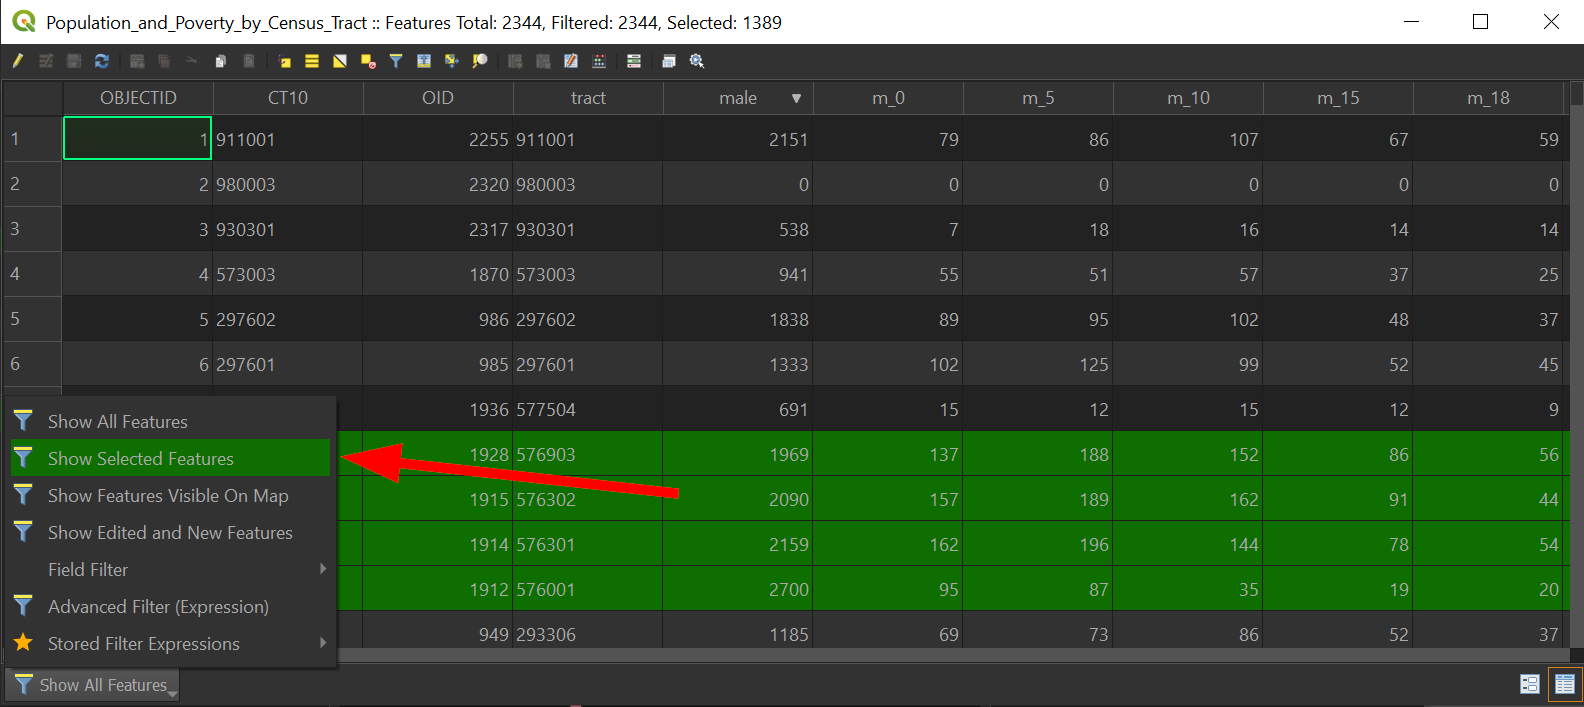 Population_and_Poverty_by_Census_Tract :: Features Total: 2344, Filtered: 2344, Selected: 1389
OBJECTID CT10 OID tract male m_0 m_5 m_10 m_15 m_18
1 1 911001 2255 911001 2151 79 86 107 67 59
2 2 980003 2320 980003 0 0 0 0 0 0
3 3 930301 2317 930301 538 7 18 16 14 14
4 4 573003 1870 573003 941 55 51 57 37 25
5 5 297602 986 297602 1838 89 95 102 48 37
6 6 297601 985 297601 1333 102 125 99 52 45
1936 577504 691 15 12 15 12 9
1928 576903 1969 137 188 152 86 56
1915 576302 2090 157 189 162 91 44
1914 576301 2159 162 196 144 78 54
1912 576001 2700 95 87 35 19 20
949 293306 1185 69 73 86 52 37
Show All Features
Show Selected Features
Show Features Visible On Map
Show Edited and New Features
Field Filter
Advanced Filter (Expression)
Stored Filter Expressions
Show All Features